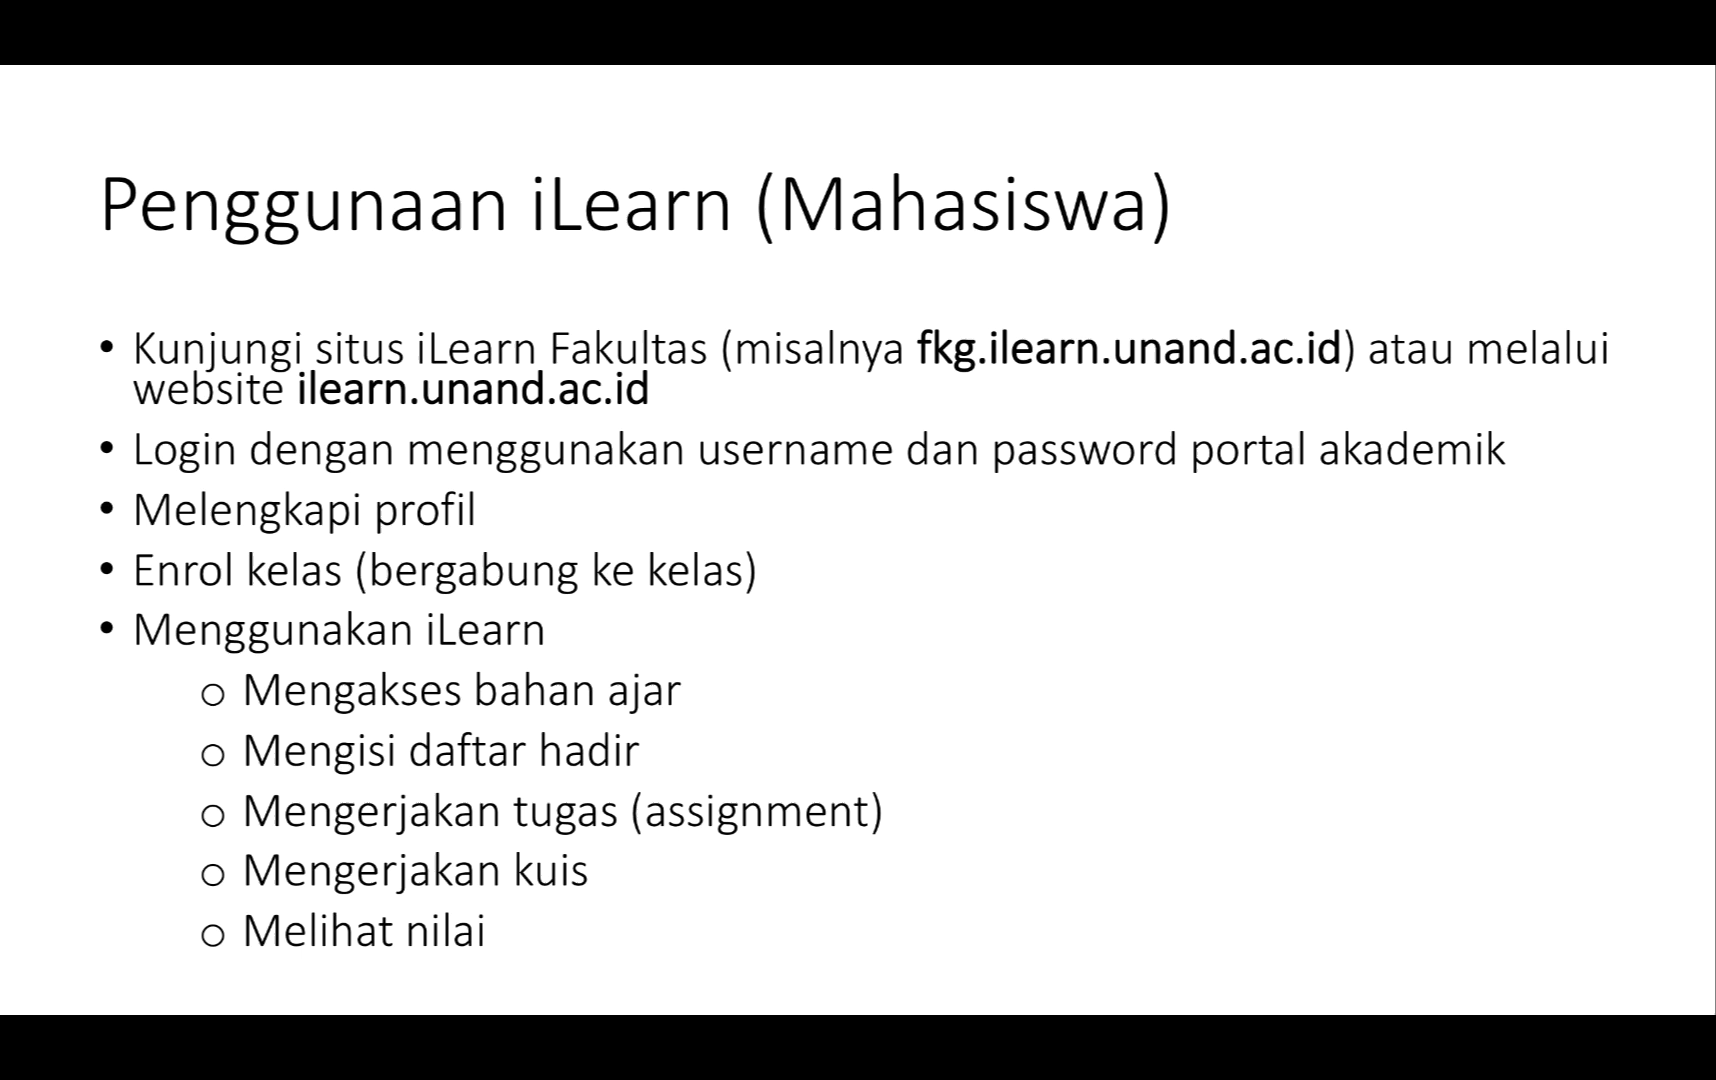 Penggunaan iLearn (Mahasiswa)
• Kunjungi situs iLearn Fakultas (misalnya fkg.ilearn.unand.ac.id) atau melalui
website ilearn.unand.ac.id
• Login dengan menggunakan username dan password portal akademik
• Melengkapi profil
• Enrol kelas (bergabung ke kelas)
• Menggunakan iLearn
o Mengakses bahan ajar
o Mengisi daftar hadir
o Mengerjakan tugas (assignment)
o Mengerjakan kuis
o Melihat nilai